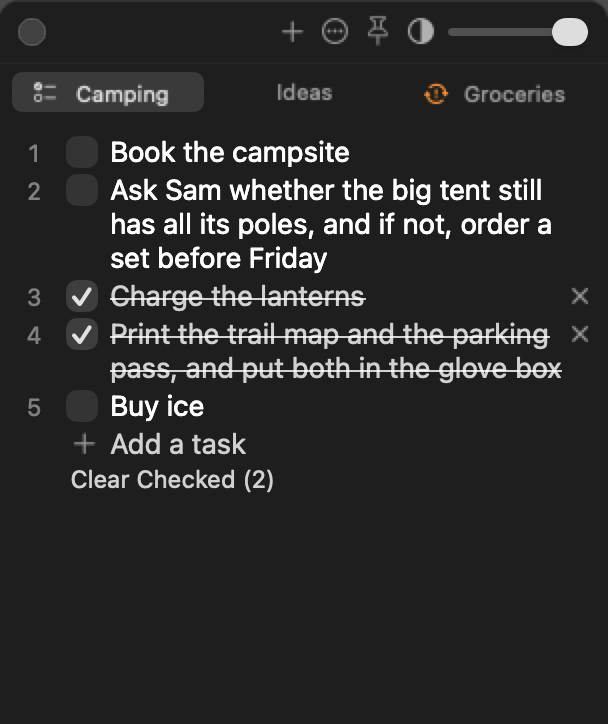 Camping Ideas Groceries
1 Book the campsite
2 Ask Sam whether the big tent still
has all its poles, and if not, order a
set before Friday
3 Charge the lanterns
4 Print the trail map and the parking
pass, and put both in the glove box
5 Buy ice
+ Add a task
Clear Checked (2)